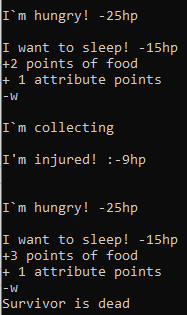 I`m hungry! -25hp
I want to sleep! -15hp
+2 points of food
+ 1 attribute points
-w
I`m collecting
I'm injured! :-9hp
I`m hungry! -25hp
I want to sleep! -15hp
+3 points of food
+ 1 attribute points
-w
Survivor is dead